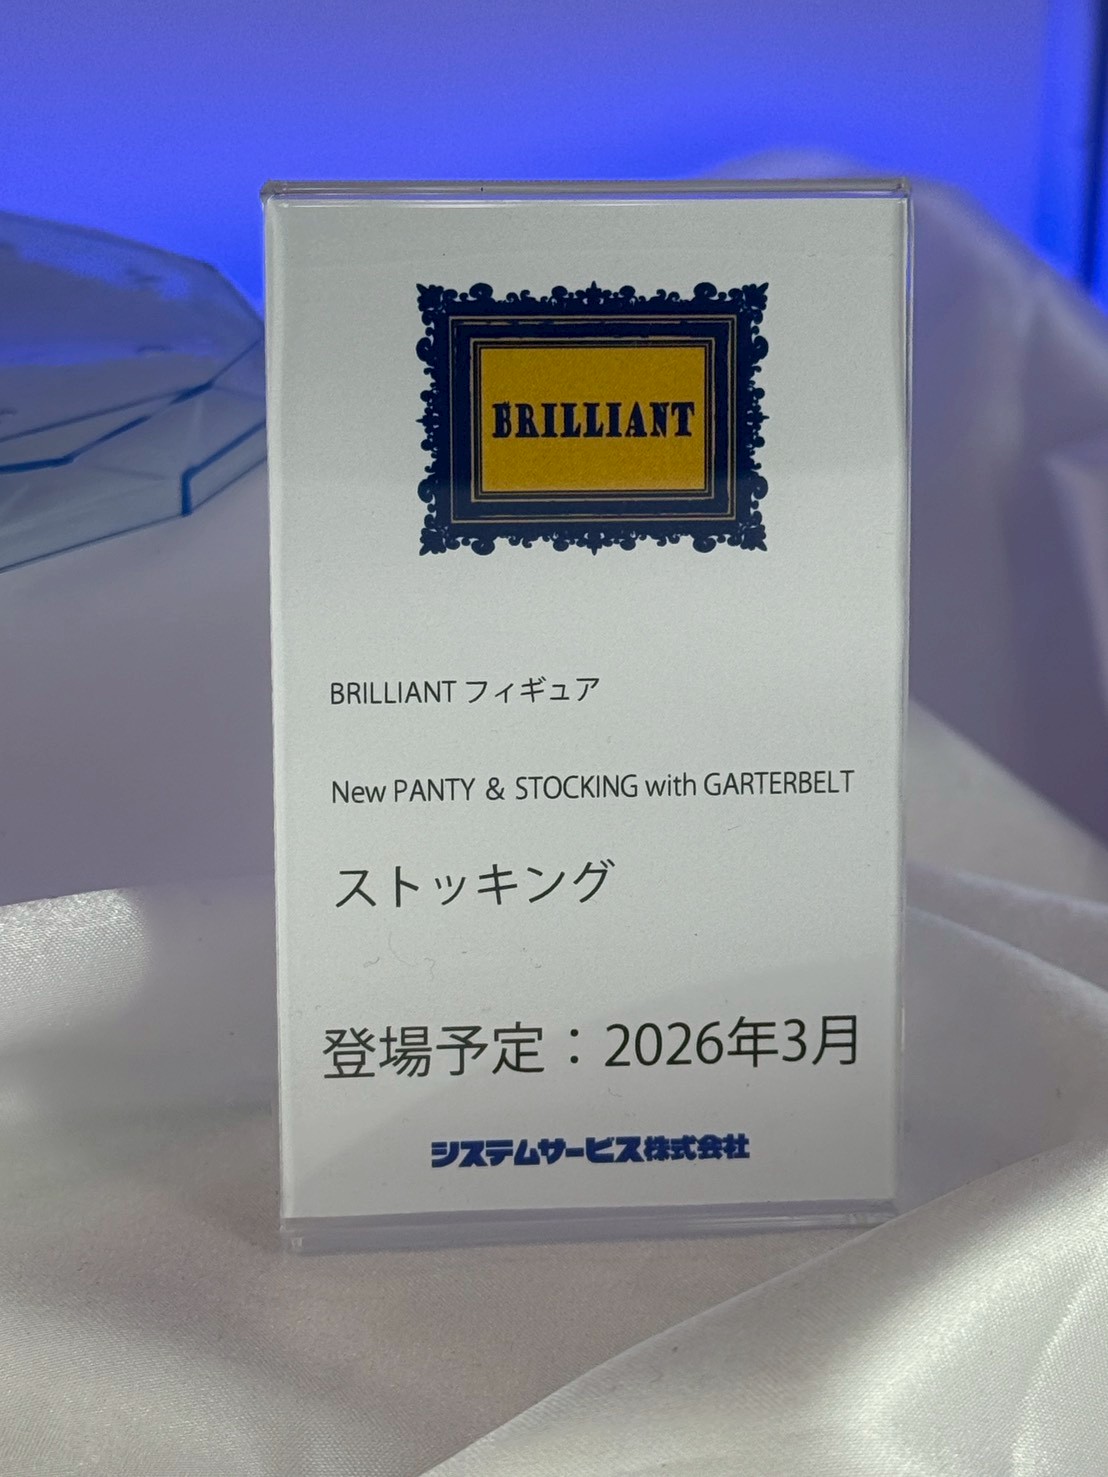 BRILLIANT
BRILLIANT フィギュア
New PANTY & STOCKING with GARTERBELT
ストッキング
登場予定：2026年3月
システムサービス株式会社